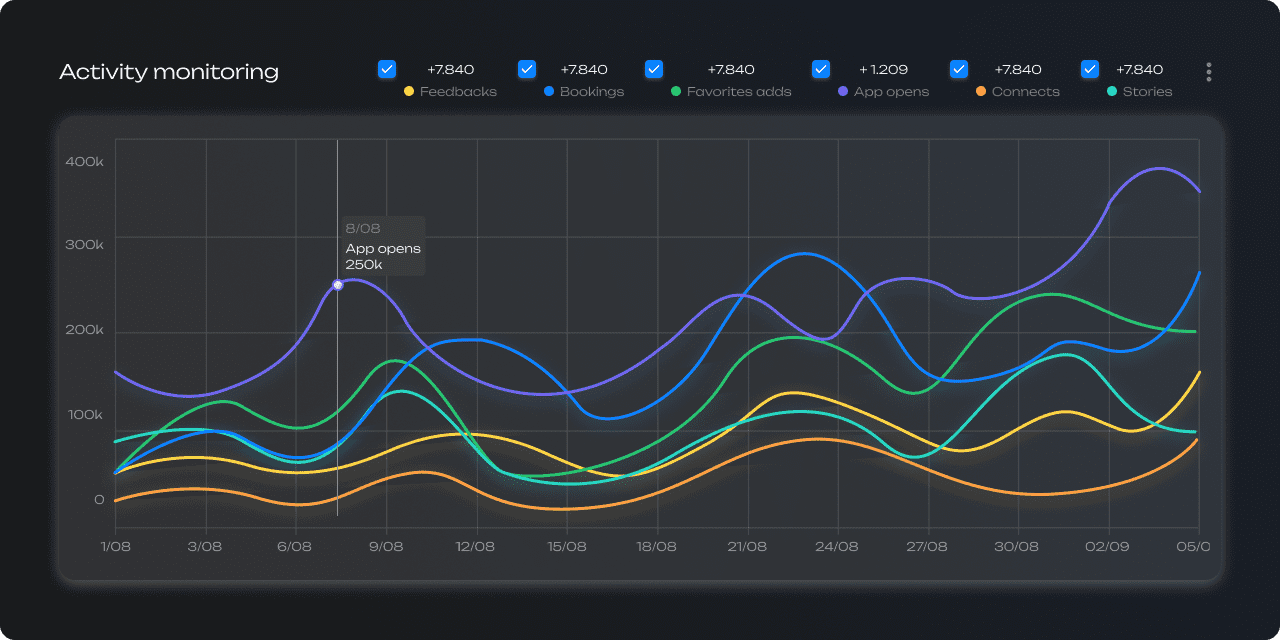 Activity monitoring
+7.840
Feedbacks
+7.840
Bookings
+7.840
Favorites adds
+1.209
App opens
+7.840
Connects
+7.840
Stories
400k
300k
200k
100k
0
8/08
App opens
250k
1/08 3/08 6/08 9/08 12/08 15/08 18/08 21/08 24/08 27/08 30/08 02/09 05/0